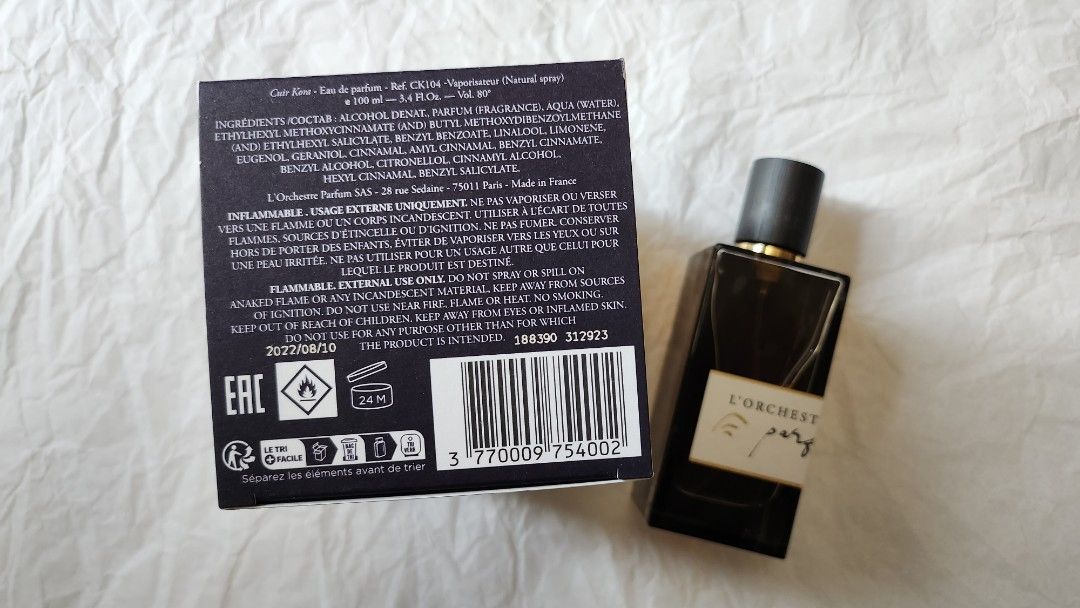 Cuir Kora - Eau de parfum - Ref. CK104 -Vaporisateur (Natural spray)
e 100 ml — 3,4 Fl.Oz. — Vol. 80°
INGRÉDIENTS /COCTAB : ALCOHOL DENAT., PARFUM (FRAGRANCE), AQUA (WATER),
ETHYLHEXYL METHOXYCINNAMATE (AND) BUTYL METHOXYDIBENZOYLMETHANE
(AND) ETHYLHEXYL SALICYLATE, BENZYL BENZOATE, LINALOOL, LIMONENE,
EUGENOL, GERANIOL, CINNAMAL, AMYL CINNAMAL, BENZYL CINNAMATE,
BENZYL ALCOHOL, CITRONELLOL, CINNAMYL ALCOHOL.
HEXYL CINNAMAL, BENZYL SALICYLATE.
L'Orchestre Parfum SAS - 28 rue Sedaine - 75011 Paris - Made in France
INFLAMMABLE . USAGE EXTERNE UNIQUEMENT. NE PAS VAPORISER OU VERSER
VERS UNE FLAMME OU UN CORPS INCANDESCENT. UTILISER À L'ÉCART DE TOUTES
FLAMMES, SOURCES D'ÉTINCELLE OU D'IGNITION. NE PAS FUMER. CONSERVER
HORS DE PORTER DES ENFANTS, ÉVITER DE VAPORISER VERS LES YEUX OU SUR
UNE PEAU IRRITÉE. NE PAS UTILISER POUR UN USAGE AUTRE QUE CELUI POUR
LEQUEL LE PRODUIT EST DESTINÉ.
FLAMMABLE. EXTERNAL USE ONLY. DO NOT SPRAY OR SPILL ON
ANAKED FLAME OR ANY INCANDESCENT MATERIAL. KEEP AWAY FROM SOURCES
OF IGNITION. DO NOT USE NEAR FIRE, FLAME OR HEAT. NO SMOKING.
KEEP OUT OF REACH OF CHILDREN. KEEP AWAY FROM EYES OR INFLAMED SKIN.
DO NOT USE FOR ANY PURPOSE OTHER THAN FOR WHICH
THE PRODUCT IS INTENDED.
2022/08/10
188390 312923
EAC
24 M
LE TRI
+ FACILE
BAC DE TRI
TRI VERRE
Séparez les éléments avant de trier
3 770009 754002
L'ORCHEST
parf